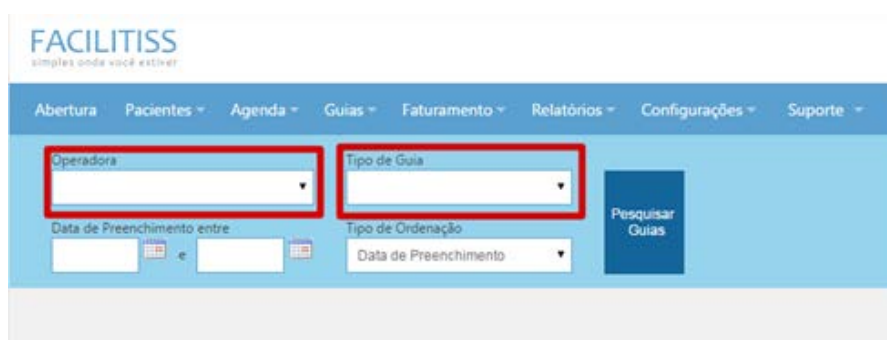 FACILITISS
simples onde você estiver
Abertura Pacientes Agenda Guias Faturamento Relatórios Configurações Suporte
Operadora Tipo de Guia
Pesquisar Guias
Data de Preenchimento entre Tipo de Ordenação
e Data de Preenchimento